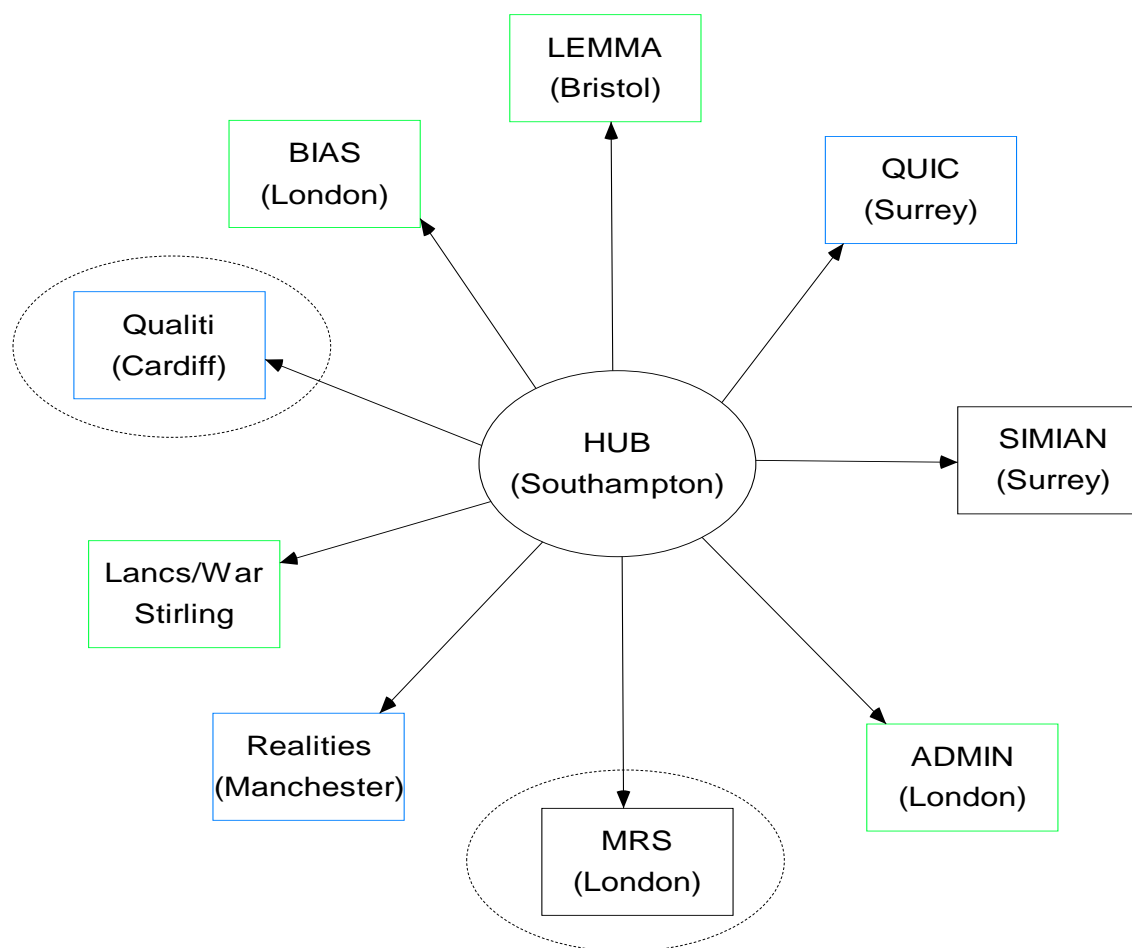 LEMMA
(Bristol)
BIAS
(London)
QUIC
(Surrey)
Qualiti
(Cardiff)
HUB
(Southampton)
SIMIAN
(Surrey)
Lancs/War
Stirling
Realities
(Manchester)
ADMIN
(London)
MRS
(London)